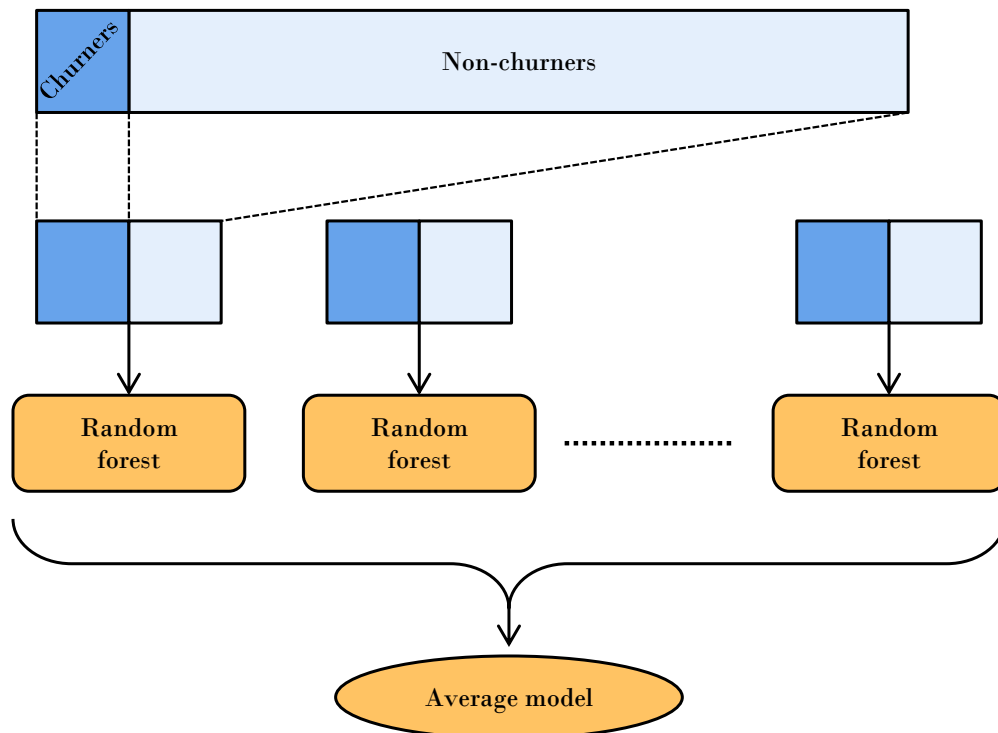 Churners
Non-churners
Random
forest
Random
forest
Random
forest
Average model